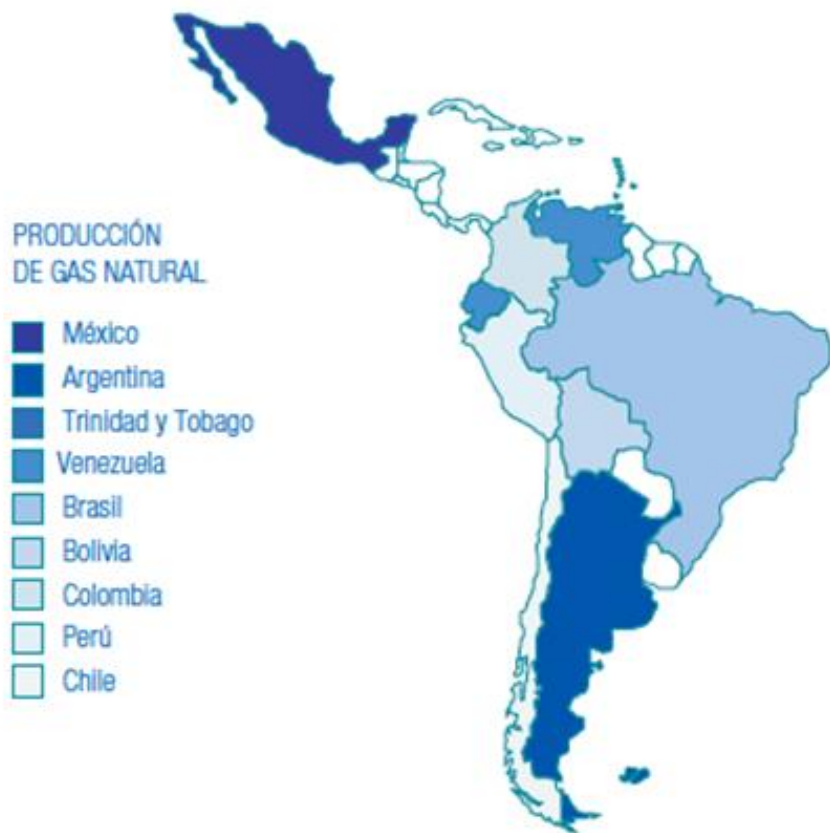 PRODUCCIÓN
DE GAS NATURAL
México
Argentina
Trinidad y Tobago
Venezuela
Brasil
Bolivia
Colombia
Perú
Chile